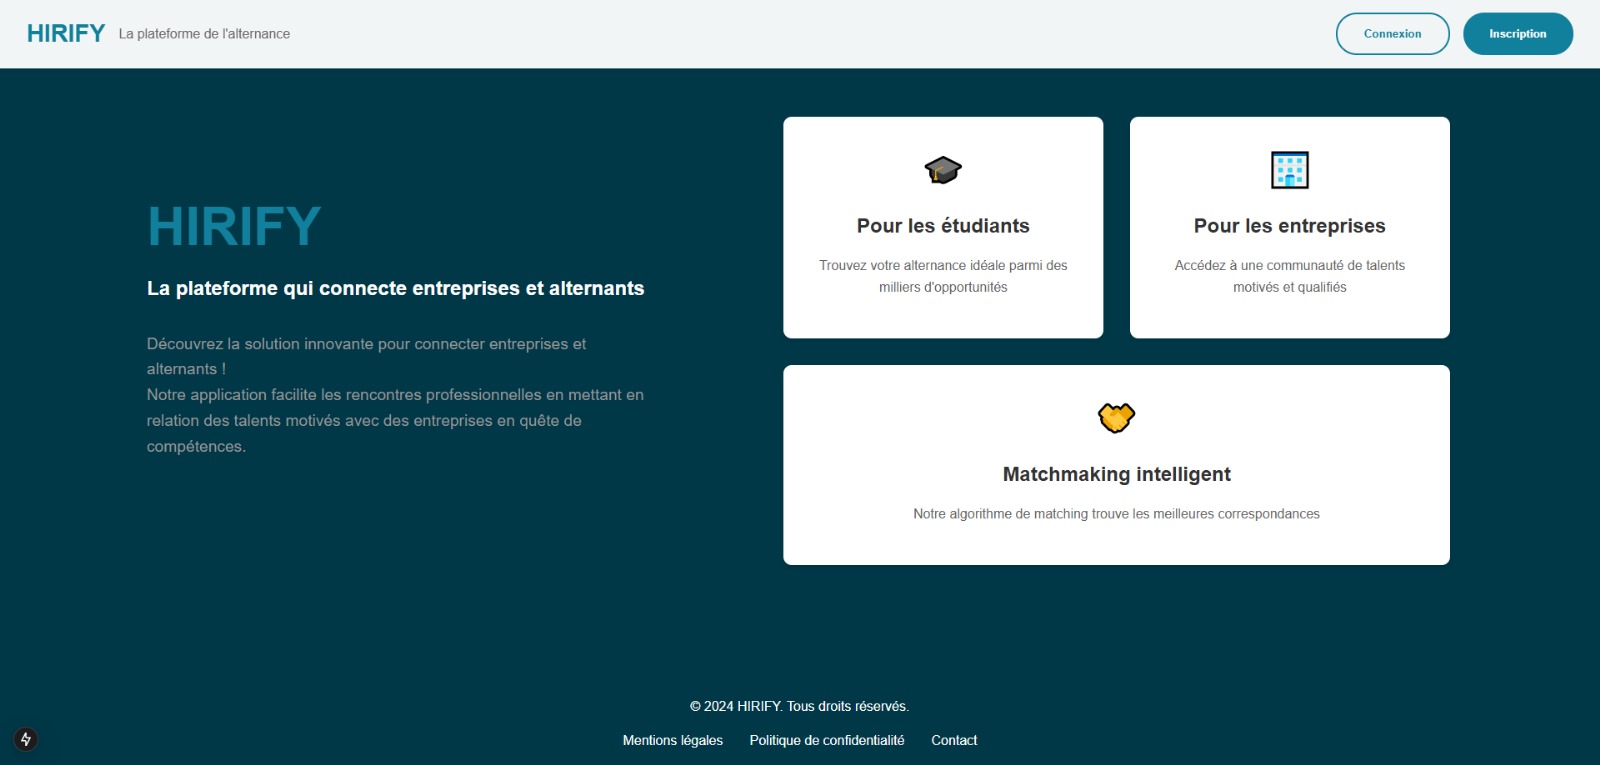 HIRIFY La plateforme de l'alternance
Connexion
Inscription
HIRIFY
La plateforme qui connecte entreprises et alternants
Découvrez la solution innovante pour connecter entreprises et
alternants !
Notre application facilite les rencontres professionnelles en mettant en
relation des talents motivés avec des entreprises en quête de
compétences.
Pour les étudiants
Trouvez votre alternance idéale parmi des
milliers d'opportunités
Pour les entreprises
Accédez à une communauté de talents
motivés et qualifiés
Matchmaking intelligent
Notre algorithme de matching trouve les meilleures correspondances
© 2024 HIRIFY. Tous droits réservés.
Mentions légales Politique de confidentialité Contact